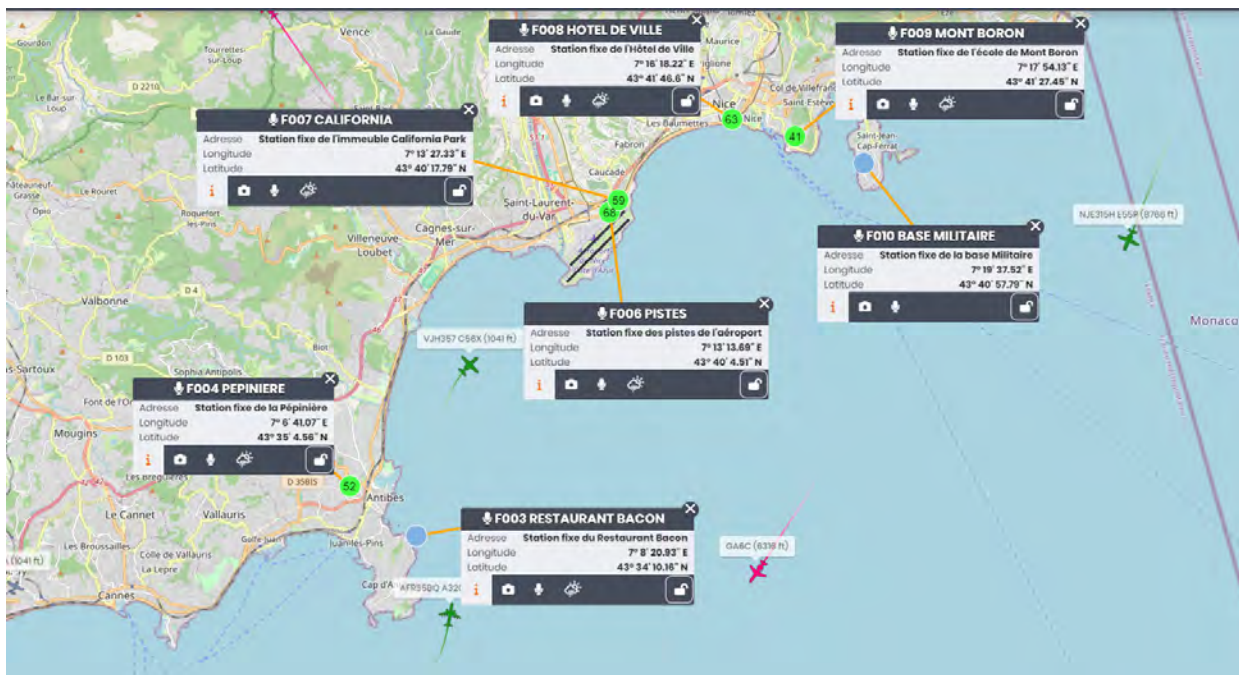 Gourdon
Tourrettes-sur-Loup
Vence
La Gaude
D 2210
Le Bar-sur-Loup
F008 HOTEL DE VILLE
Adresse Station fixe de l'Hôtel de Ville
Longitude 7° 16' 18.22" E
Latitude 43° 41' 46.6" N
i
Maurice
F009 MONT BORON
Adresse Station fixe de l'école de Mont Boron
Longitude 7° 17' 54.13" E
Latitude 43° 41' 27.45" N
i
F007 CALIFORNIA
Adresse Station fixe de l'immeuble California Park
Longitude 7° 13' 27.33" E
Latitude 43° 40' 17.79" N
i
Nice
Les Baumettes
63
Nice
41
Saint-Jean-Cap-Ferrat
Fabron
Caucade
59
68
Saint-Laurent-du-Var
Grasse
Opio
Le Rouret
Roquefort-les-Pins
Cagnes-sur-Mer
Villeneuve-Loubet
NJE315H E55P (8766 ft)
F010 BASE MILITAIRE
Adresse Station fixe de la base Militaire
Longitude 7° 19' 37.52" E
Latitude 43° 40' 57.79" N
i
Valbonne
D 4
D 103
Biot
Sophia Antipolis
VJH357 C56X (1041 ft)
F006 PISTES
Adresse Station fixe des pistes de l'aéroport
Longitude 7° 13' 13.69" E
Latitude 43° 40' 4.51" N
i
Monaco
F004 PEPINIERE
Adresse Station fixe de la Pépinière
Longitude 7° 6' 41.07" E
Latitude 43° 35' 4.56" N
i
Mougins
Les Bréguières
D 35BIS
52
Antibes
Le Cannet
Vallauris
Golfe Juan
Juan-les-Pins
Les Broussailles
Colle de Vallauris
La Lepre
(1041 ft)
Cannes
F003 RESTAURANT BACON
Adresse Station fixe du Restaurant Bacon
Longitude 7° 8' 20.93" E
Latitude 43° 34' 10.16" N
i
GA6C (6316 ft)